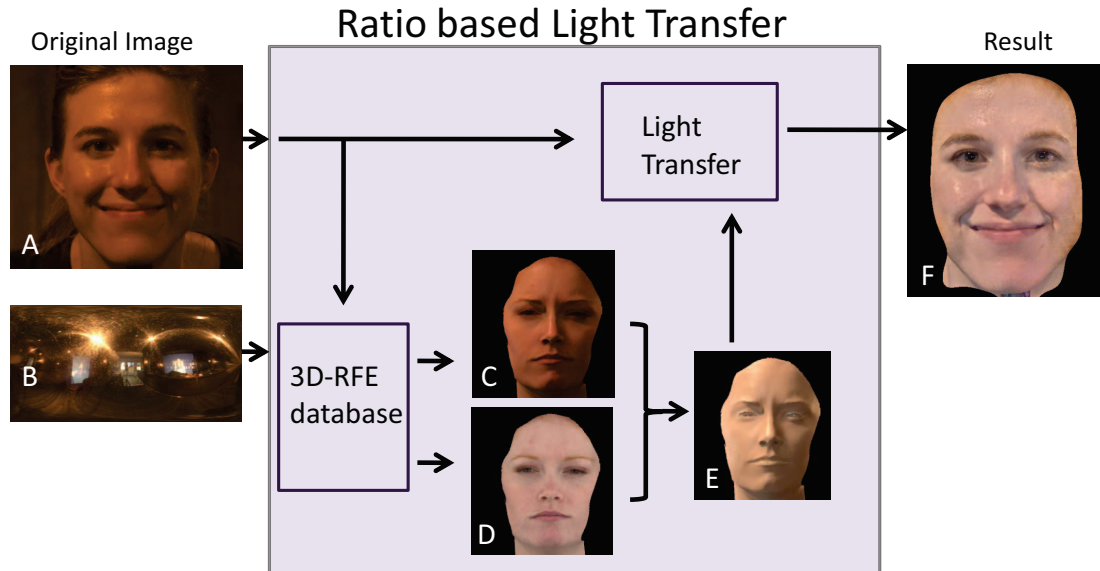 Ratio based Light Transfer
Original Image
Result
A
Light
Transfer
F
B
3D-RFE
database
C
D
E